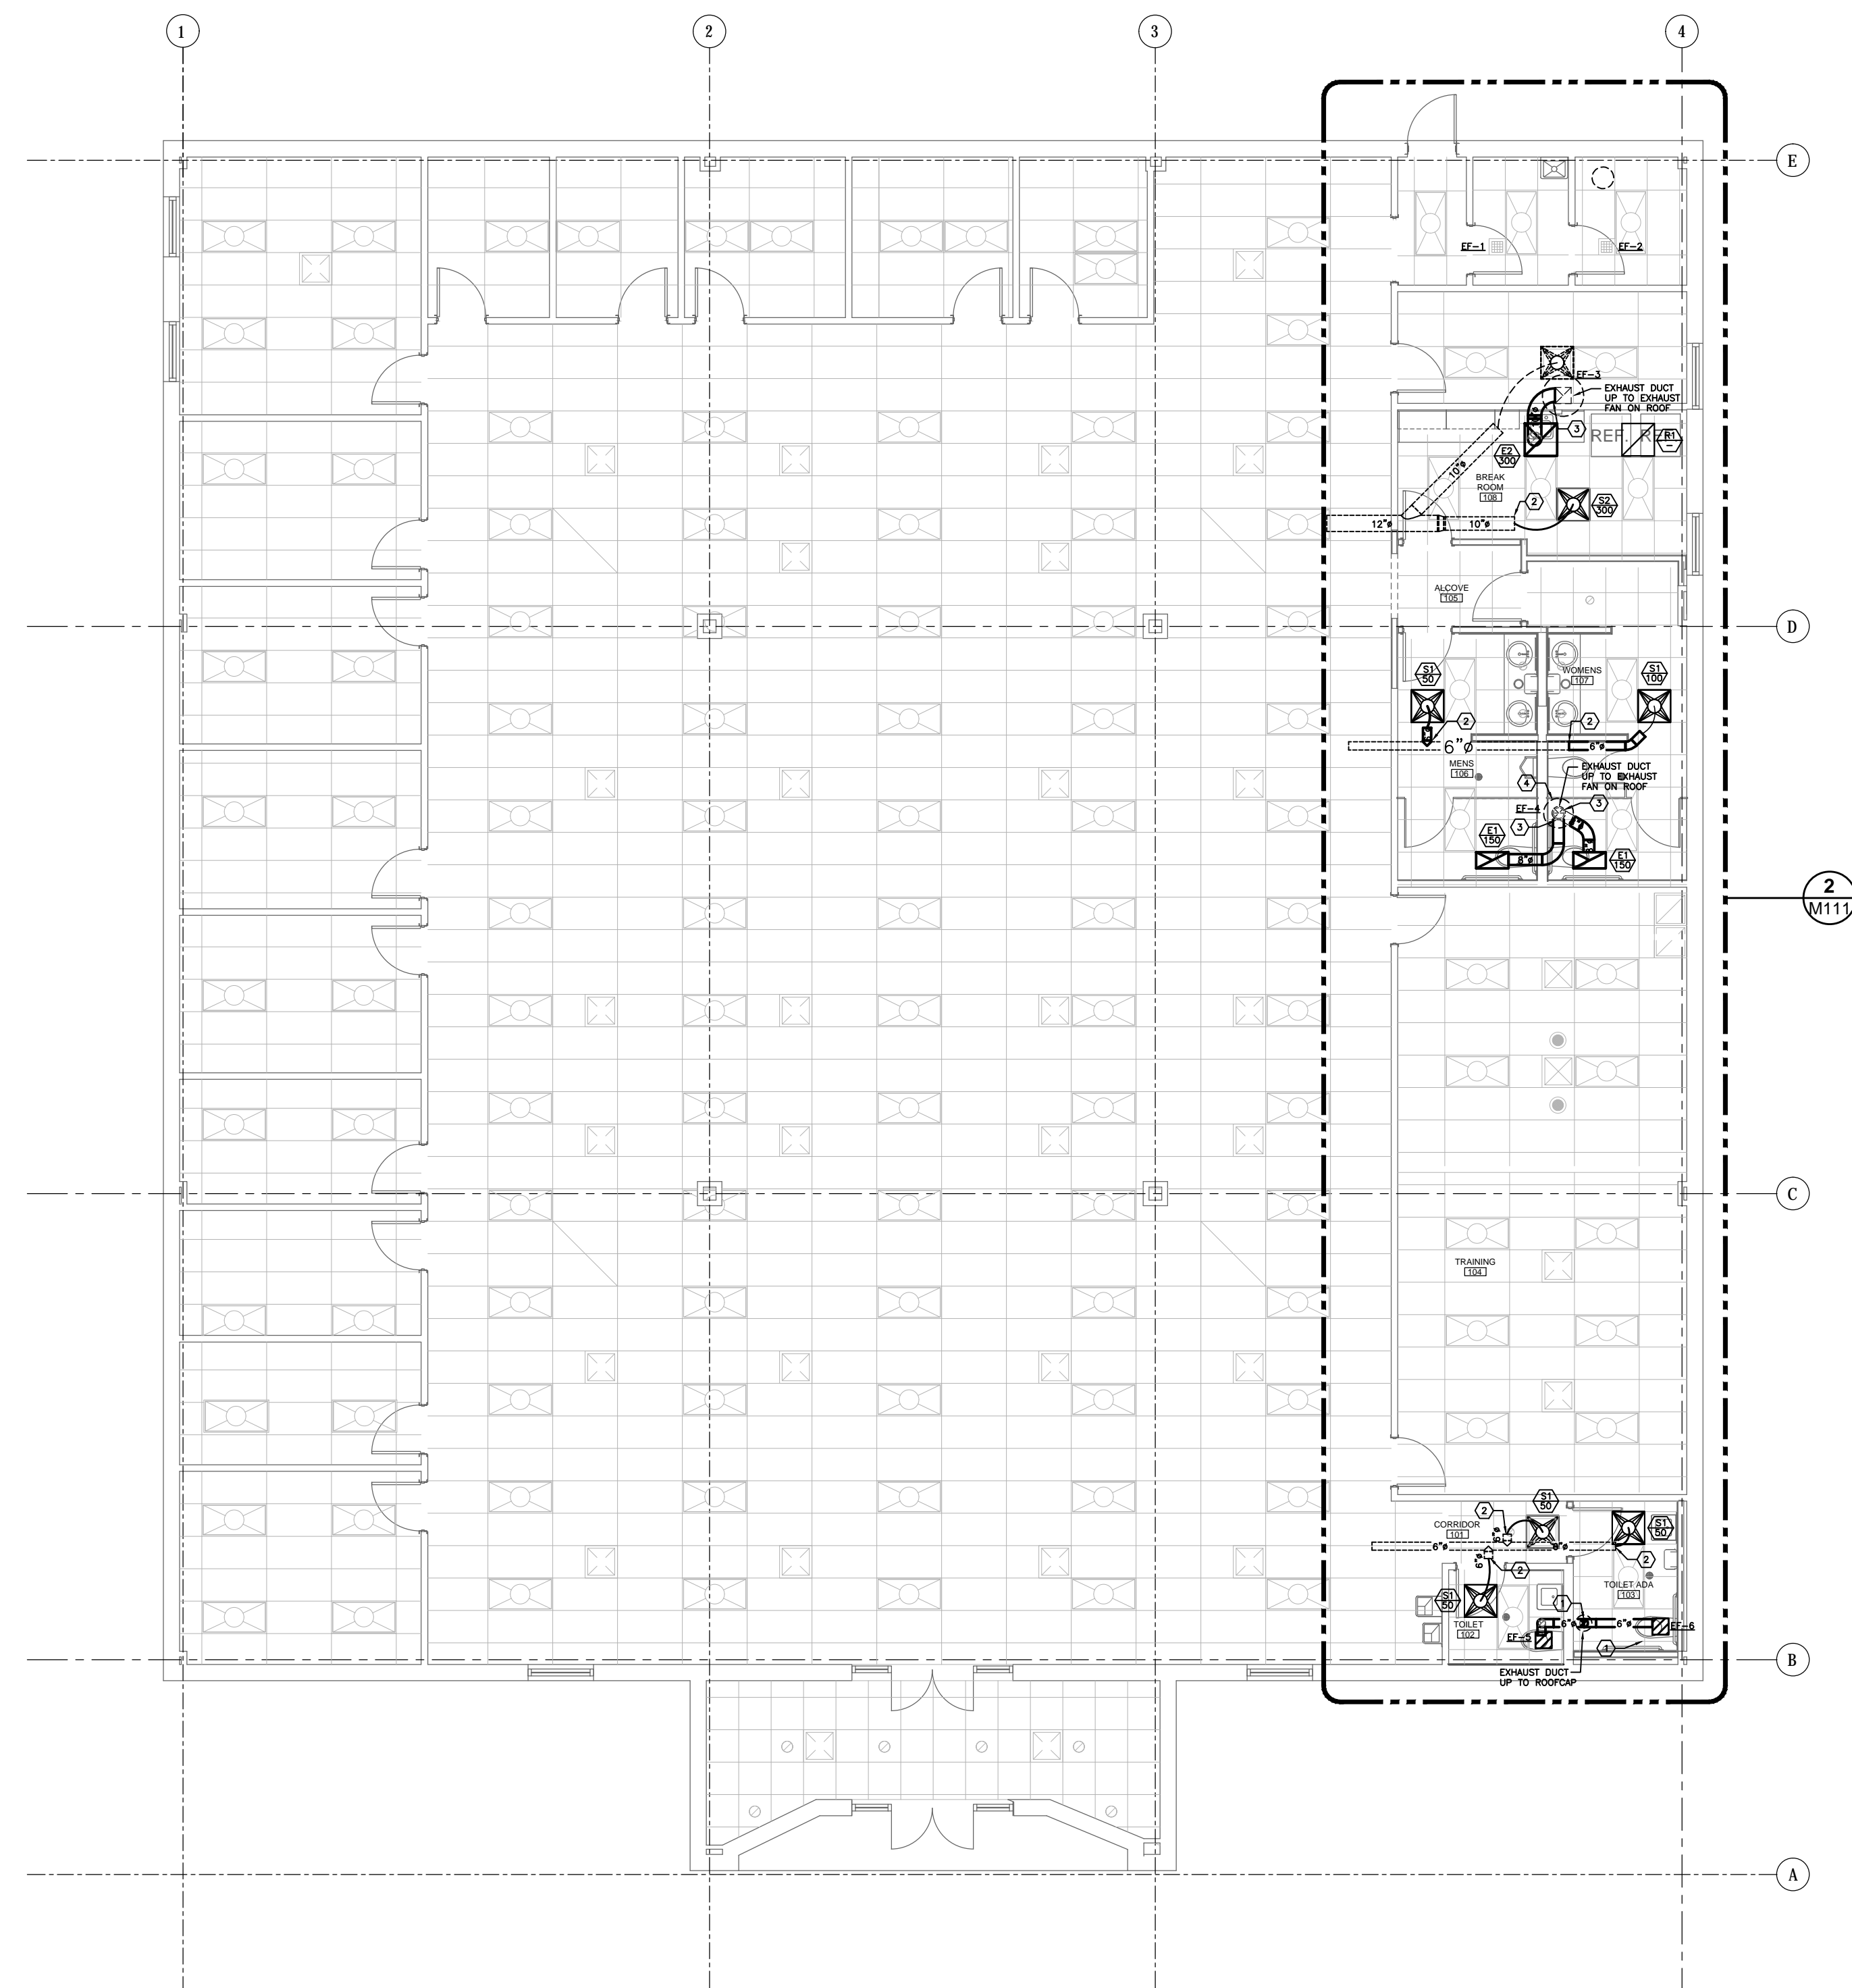 1
2
3
4
E
EF-1
EF-2
EF-3
EXHAUST DUCT
UP TO EXHAUST
FAN ON ROOF
3
REF.
R1
-
E2
300
10"ø
BREAK
ROOM
108
2
S2
300
12"ø
10"ø
ALCOVE
105
D
S1
50
WOMENS
107
S1
100
2
2
6"ø
6"ø
MENS
106
EXHAUST DUCT
UP TO EXHAUST
FAN ON ROOF
4
EF-4
3
3
E1
150
8"ø
8"ø
E1
150
2
M111
C
TRAINING
104
S1
50
2
CORRIDOR
101
6"ø
S1
50
6"ø
8"ø
2
6"ø
2
TOILET ADA
103
S1
50
1
TOILET
102
6"ø
6"ø
EF-5
EF-6
1
B
EXHAUST DUCT
UP TO ROOFCAP
A